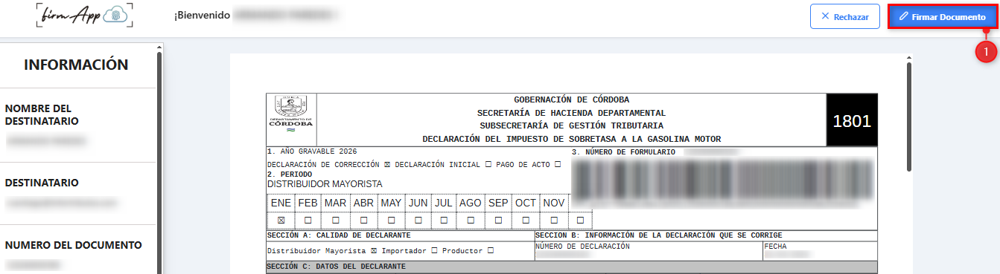 firmApp
¡Bienvenido
Rechazar
Firmar Documento
1
INFORMACIÓN
NOMBRE DEL
DESTINATARIO
DESTINATARIO
NUMERO DEL DOCUMENTO
DEPARTAMENTO DE
CÓRDOBA
GOBERNACIÓN DE CÓRDOBA
SECRETARÍA DE HACIENDA DEPARTAMENTAL
SUBSECRETARÍA DE GESTIÓN TRIBUTARIA
DECLARACIÓN DEL IMPUESTO DE SOBRETASA A LA GASOLINA MOTOR
1801
1. AÑO GRAVABLE 2026
3. NÚMERO DE FORMULARIO
DECLARACIÓN DE CORRECCIÓN ☒ DECLARACIÓN INICIAL ☐ PAGO DE ACTO ☐
2. PERIODO
DISTRIBUIDOR MAYORISTA
ENE FEB MAR ABR MAY JUN JUL AGO SEP OCT NOV
☒ ☐ ☐ ☐ ☐ ☐ ☐ ☐ ☐ ☐ ☐ ☐
SECCIÓN A: CALIDAD DE DECLARANTE
SECCION B: INFORMACIÓN DE LA DECLARACIÓN QUE SE CORRIGE
Distribuidor Mayorista ☒ Importador ☐ Productor ☐
NÚMERO DE DECLARACIÓN
FECHA
SECCIÓN C: DATOS DEL DECLARANTE